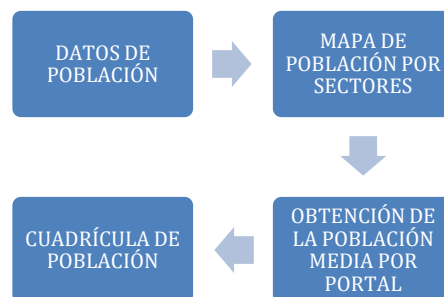 DATOS DE
POBLACIÓN
MAPA DE
POBLACIÓN POR
SECTORES
OBTENCIÓN DE
LA POBLACIÓN
MEDIA POR
PORTAL
CUADRÍCULA DE
POBLACIÓN